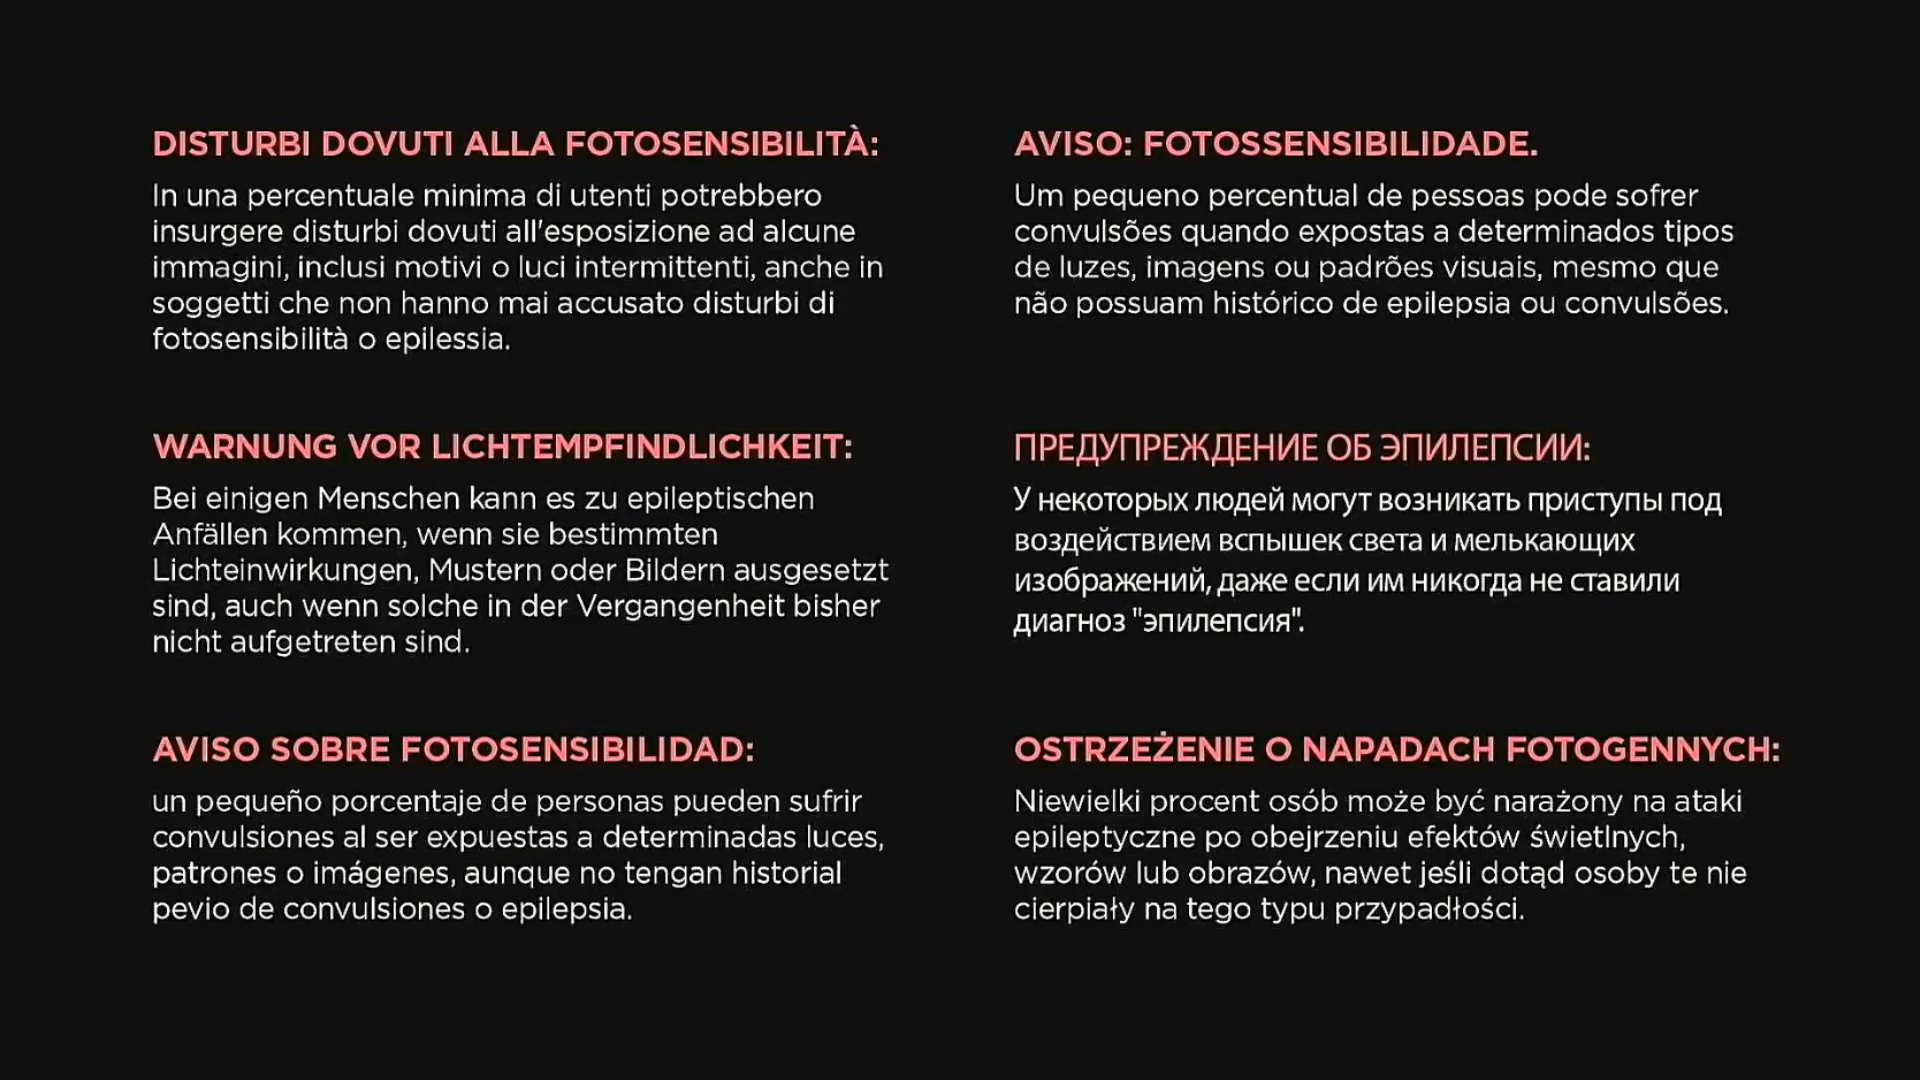 DISTURBI DOVUTI ALLA FOTOSENSIBILITÀ:
In una percentuale minima di utenti potrebbero
insurgere disturbi dovuti all'esposizione ad alcune
immagini, inclusi motivi o luci intermittenti, anche in
soggetti che non hanno mai accusato disturbi di
fotosensibilità o epilessia.
WARNUNG VOR LICHTEMPFINDLICHKEIT:
Bei einigen Menschen kann es zu epileptischen
Anfällen kommen, wenn sie bestimmten
Lichteinwirkungen, Mustern oder Bildern ausgesetzt
sind, auch wenn solche in der Vergangenheit bisher
nicht aufgetreten sind.
AVISO SOBRE FOTOSENSIBILIDAD:
un pequeño porcentaje de personas pueden sufrir
convulsiones al ser expuestas a determinadas luces,
patrones o imágenes, aunque no tengan historial
pevio de convulsiones o epilepsia.
AVISO: FOTOSSENSIBILIDADE.
Um pequeno percentual de pessoas pode sofrer
convulsões quando expostas a determinados tipos
de luzes, imagens ou padrões visuais, mesmo que
não possuam histórico de epilepsia ou convulsões.
ПРЕДУПРЕЖДЕНИЕ ОБ ЭПИЛЕПСИИ:
У некоторых людей могут возникать приступы под
воздействием вспышек света и мелькающих
изображений, даже если им никогда не ставили
диагноз "эпилепсия".
OSTRZEŻENIE O NAPADACH FOTOGENNYCH:
Niewielki procent osób może być narażony na ataki
epileptyczne po obejrzeniu efektów świetlnych,
wzorów lub obrazów, nawet jeśli dotąd osoby te nie
cierpiały na tego typu przypadłości.